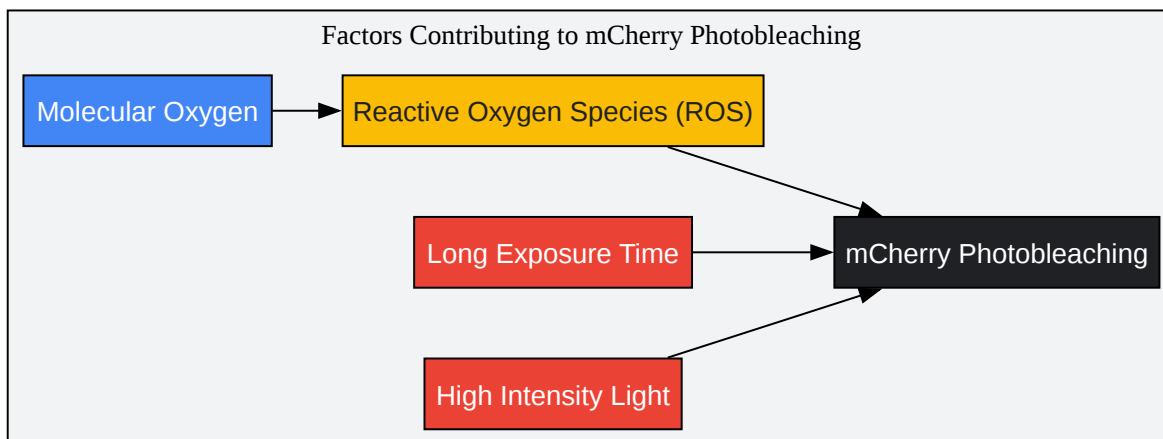 Factors Contributing to mCherry Photobleaching
Molecular Oxygen
Reactive Oxygen Species (ROS)
Long Exposure Time
mCherry Photobleaching
High Intensity Light